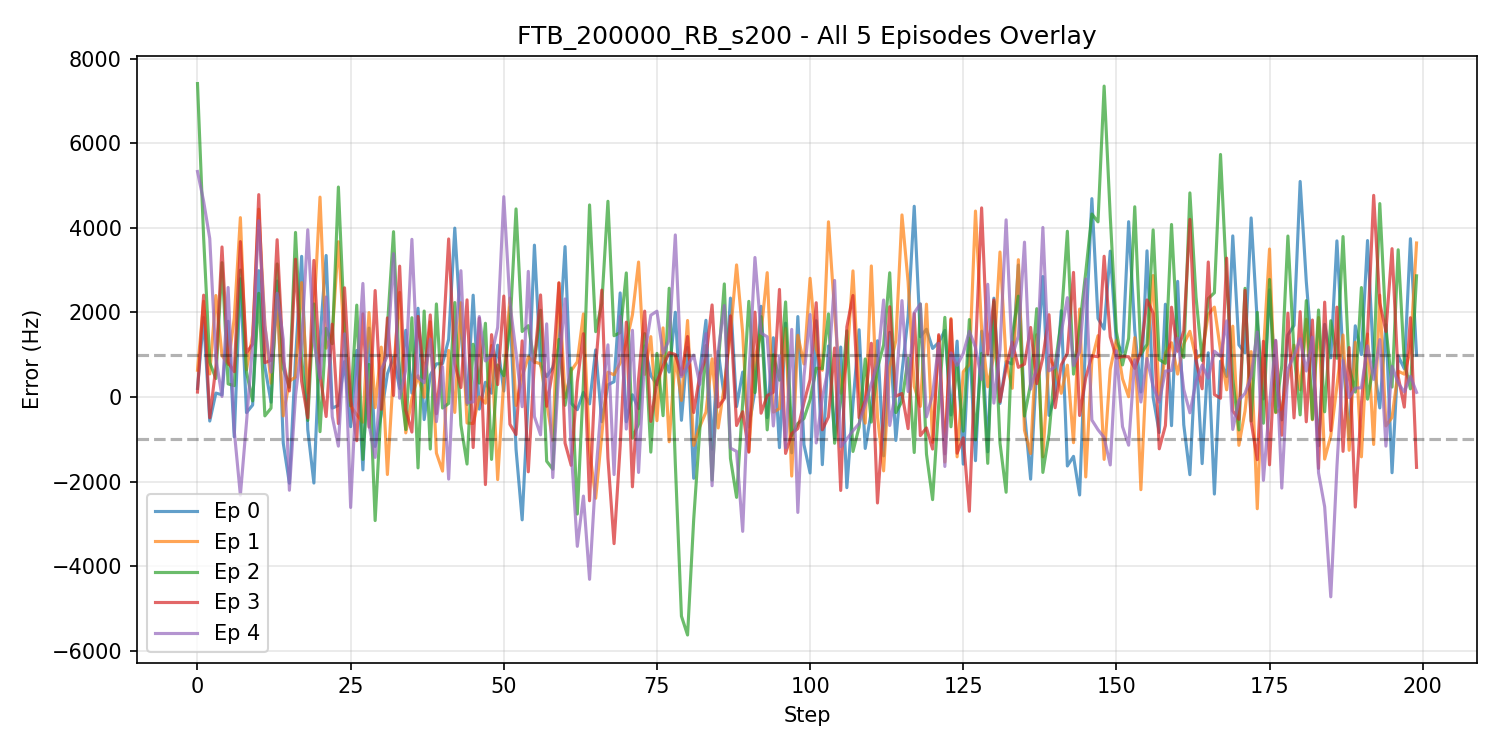 FTB_200000_RB_s200 - All 5 Episodes Overlay
8000
6000
4000
2000
0
−2000
−4000
−6000
Error (Hz)
Ep 0
Ep 1
Ep 2
Ep 3
Ep 4
0 25 50 75 100 125 150 175 200
Step